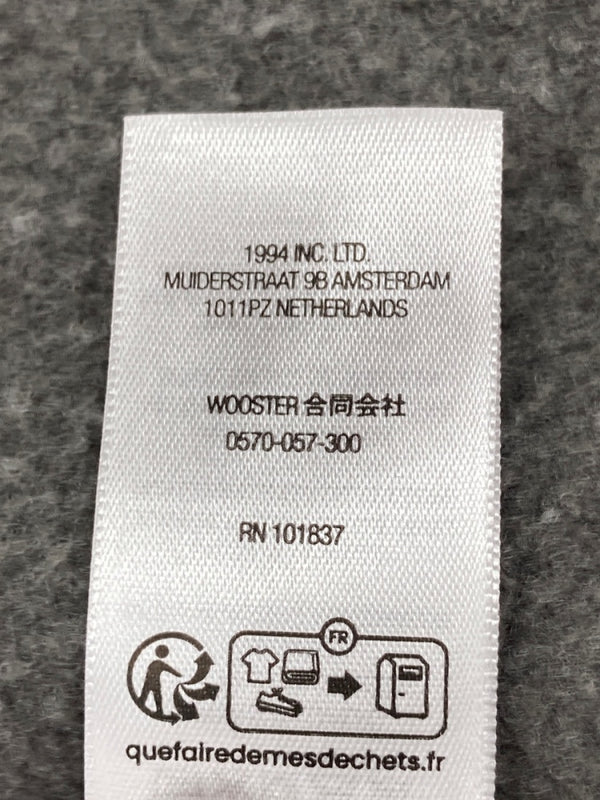 1994 INC. LTD.
MUIDERSTRAAT 9B AMSTERDAM
1011PZ NETHERLANDS
WOOSTER 合同会社
0570-057-300
RN 101837
FR
quefairedemesdechets.fr